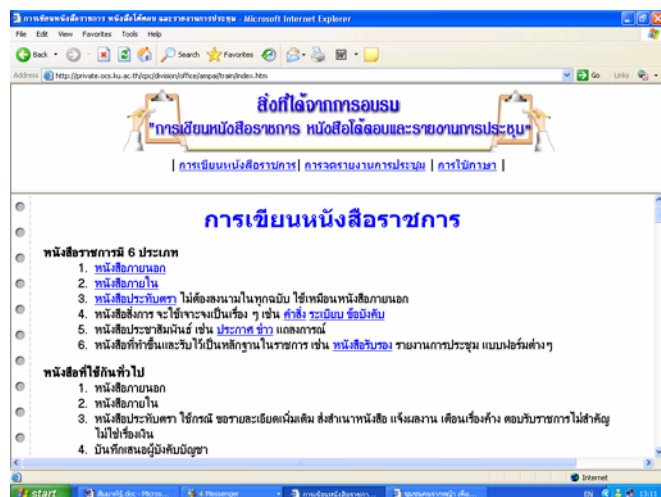 การเขียนหนังสือราชการ หนังสือโต้ตอบ และรายงานการประชุม - Microsoft Internet Explorer
File Edit View Favorites Tools Help
Back Search Favorites
Address http://private.ocs.ku.ac.th/cpc/division/office/ampai/train/index.htm Go Links
สิ่งที่ได้จากการอบรม
"การเขียนหนังสือราชการ หนังสือโต้ตอบและรายงานการประชุม"
| การเขียนหนังสือราชการ| การจดรายงานการประชุม | การใช้ภาษา |
การเขียนหนังสือราชการ
หนังสือราชการมี 6 ประเภท
1. หนังสือภายนอก
2. หนังสือภายใน
3. หนังสือประทับตรา ไม่ต้องลงนามในทุกฉบับ ใช้เหมือนหนังสือภายนอก
4. หนังสือสั่งการ จะใช้เจาะจงเป็นเรื่อง ๆ เช่น คำสั่ง ระเบียบ ข้อบังคับ
5. หนังสือประชาสัมพันธ์ เช่น ประกาศ ข่าว แถลงการณ์
6. หนังสือที่ทำขึ้นและรับไว้เป็นหลักฐานในราชการ เช่น หนังสือรับรอง รายงานการประชุม แบบฟอร์มต่างๆ
หนังสือที่ใช้กันทั่วไป
1. หนังสือภายนอก
2. หนังสือภายใน
3. หนังสือประทับตรา ใช้กรณี ขอรายละเอียดเพิ่มเติม ส่งสำเนาหนังสือ แจ้งผลงาน เตือนเรื่องค้าง ตอบรับราชการไม่สำคัญ
ไม่ใช่เรื่องเงิน
4. บันทึกเสนอผู้บังคับบัญชา
Internet
start .doc - Micros... 4 Messenger การเขียนหนังสือราชกา... EN 13:11